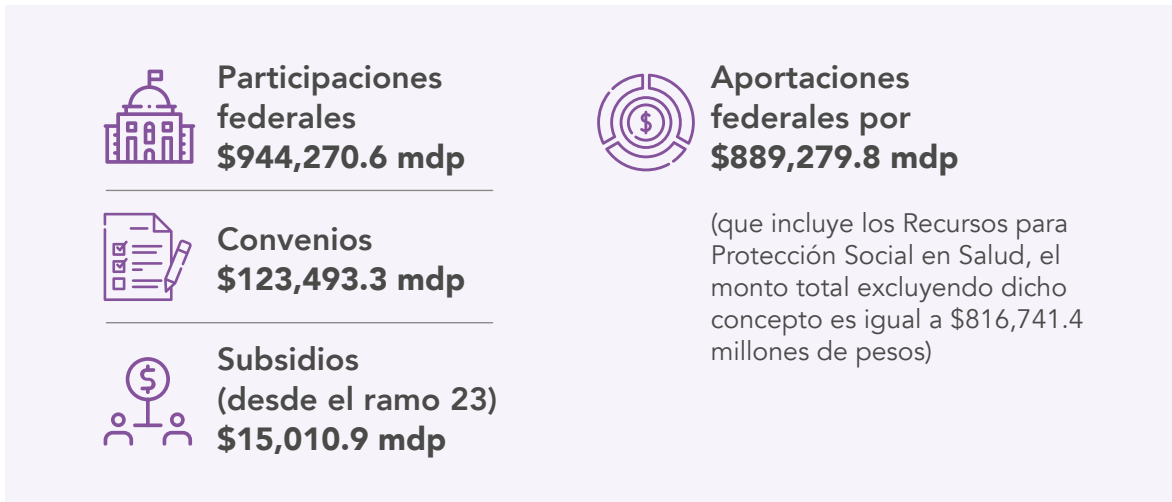 Participaciones
federales
$944,270.6 mdp
Convenios
$123,493.3 mdp
Subsidios
(desde el ramo 23)
$15,010.9 mdp
Aportaciones
federales por
$889,279.8 mdp
(que incluye los Recursos para
Protección Social en Salud, el
monto total excluyendo dicho
concepto es igual a $816,741.4
millones de pesos)